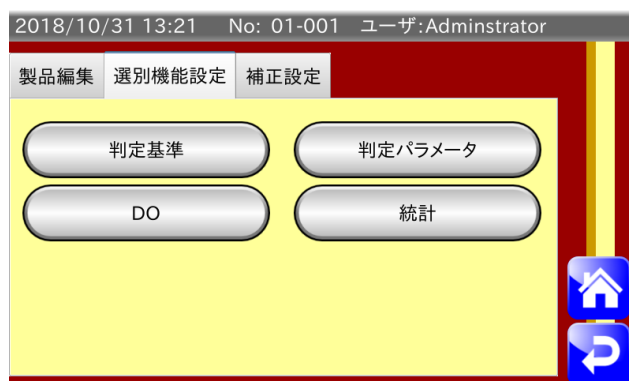 2018/10/31 13:21 No: 01-001 ユーザ:Adminstrator
製品編集 選別機能設定 補正設定
判定基準 判定パラメータ
DO 統計